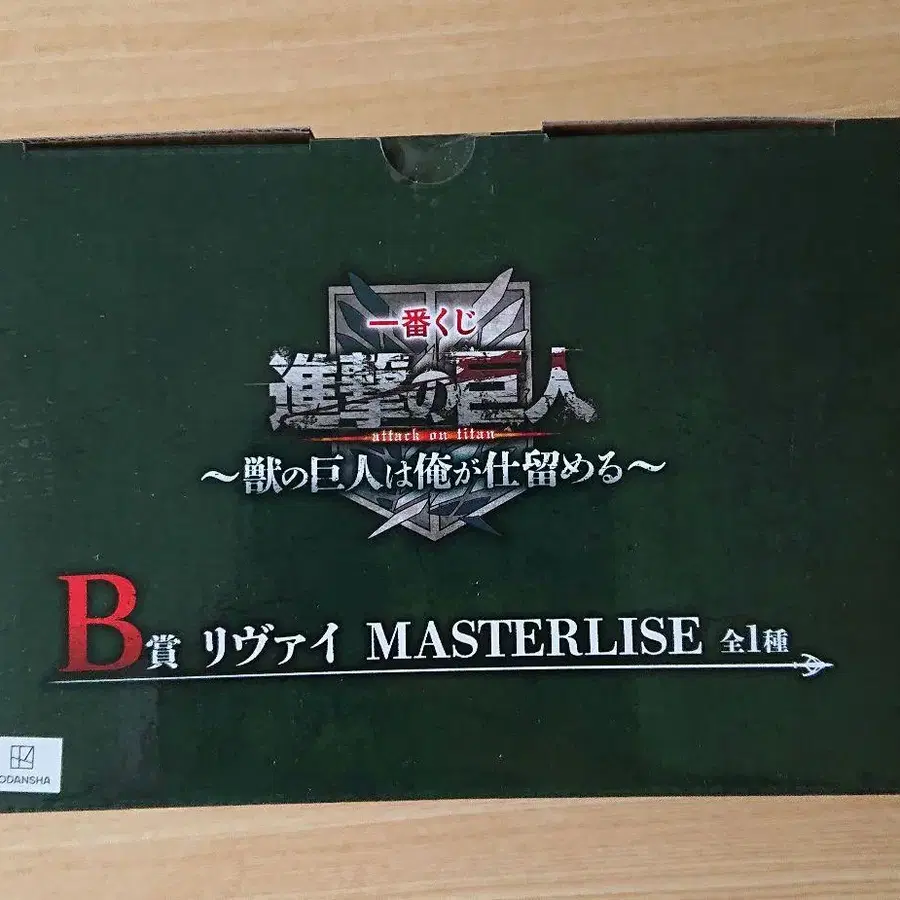 一番くじ
進撃の巨人
attack on titan
～獣の巨人は俺が仕留める～
B賞 リヴァイ MASTERLISE 全1種
ODANSHA